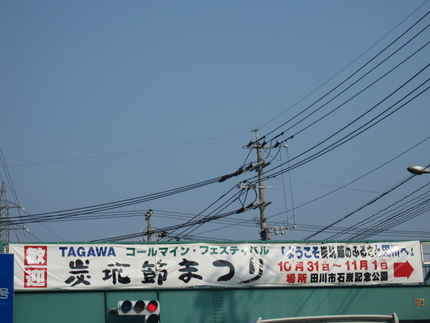 歓迎
TAGAWA コールマイン・フェスティバル
炭坑節まつり
「ようこそ炭坑節のふるさと田川へ」
10月31日~11月1日
場所 田川市石炭記念公園
号